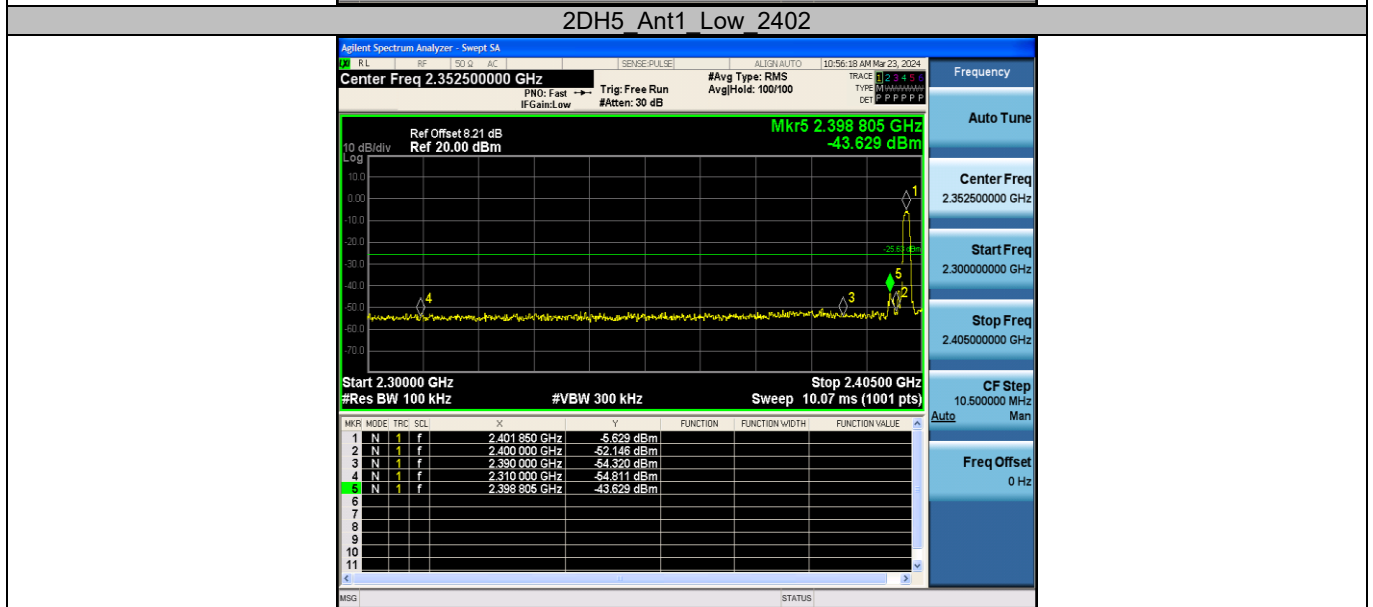 2DH5_Ant1_Low_2402
Agilent Spectrum Analyzer - Swept SA
RL RF 50 Ω AC SENSE:PULSE ALIGN AUTO 10:56:18 AM Mar 23, 2024
Center Freq 2.352500000 GHz #Avg Type: RMS TRACE 1 2 3 4 5 6
PNO: Fast Trig: Free Run Avg|Hold: 100/100 TYPE M
IFGain:Low #Atten: 30 dB DET P P P P P P
Frequency
Mkr5 2.398 805 GHz
-43.629 dBm
Ref Offset 8.21 dB
10 dB/div Ref 20.00 dBm
Log
10.0
0.00
-10.0
-20.0
-30.0
-40.0
-50.0
-60.0
-70.0
1
5
2
3
4
Start 2.30000 GHz Stop 2.40500 GHz
#Res BW 100 kHz #VBW 300 kHz Sweep 10.07 ms (1001 pts)
MKR MODE TRC SCL X Y FUNCTION FUNCTION WIDTH FUNCTION VALUE
1 N 1 f 2.401 850 GHz -5.629 dBm
2 N 1 f 2.400 000 GHz -52.146 dBm
3 N 1 f 2.390 000 GHz -54.320 dBm
4 N 1 f 2.310 000 GHz -54.811 dBm
5 N 1 f 2.398 805 GHz -43.629 dBm
6
7
8
9
10
11
Auto Tune
Center Freq
2.352500000 GHz
Start Freq
2.300000000 GHz
Stop Freq
2.405000000 GHz
CF Step
10.500000 MHz
Auto Man
Freq Offset
0 Hz
MSG STATUS